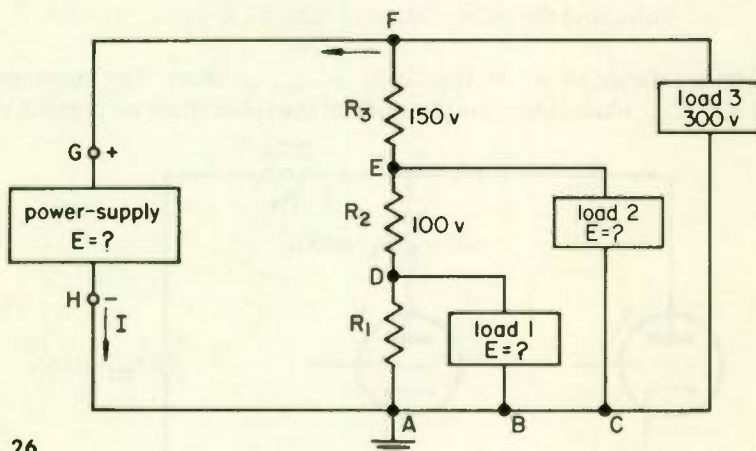 F
R3
150 v
load 3
300 v
G +
E
power-supply
E = ?
R2
100 v
load 2
E = ?
D
H −
I
R1
load 1
E = ?
A
B
C
26